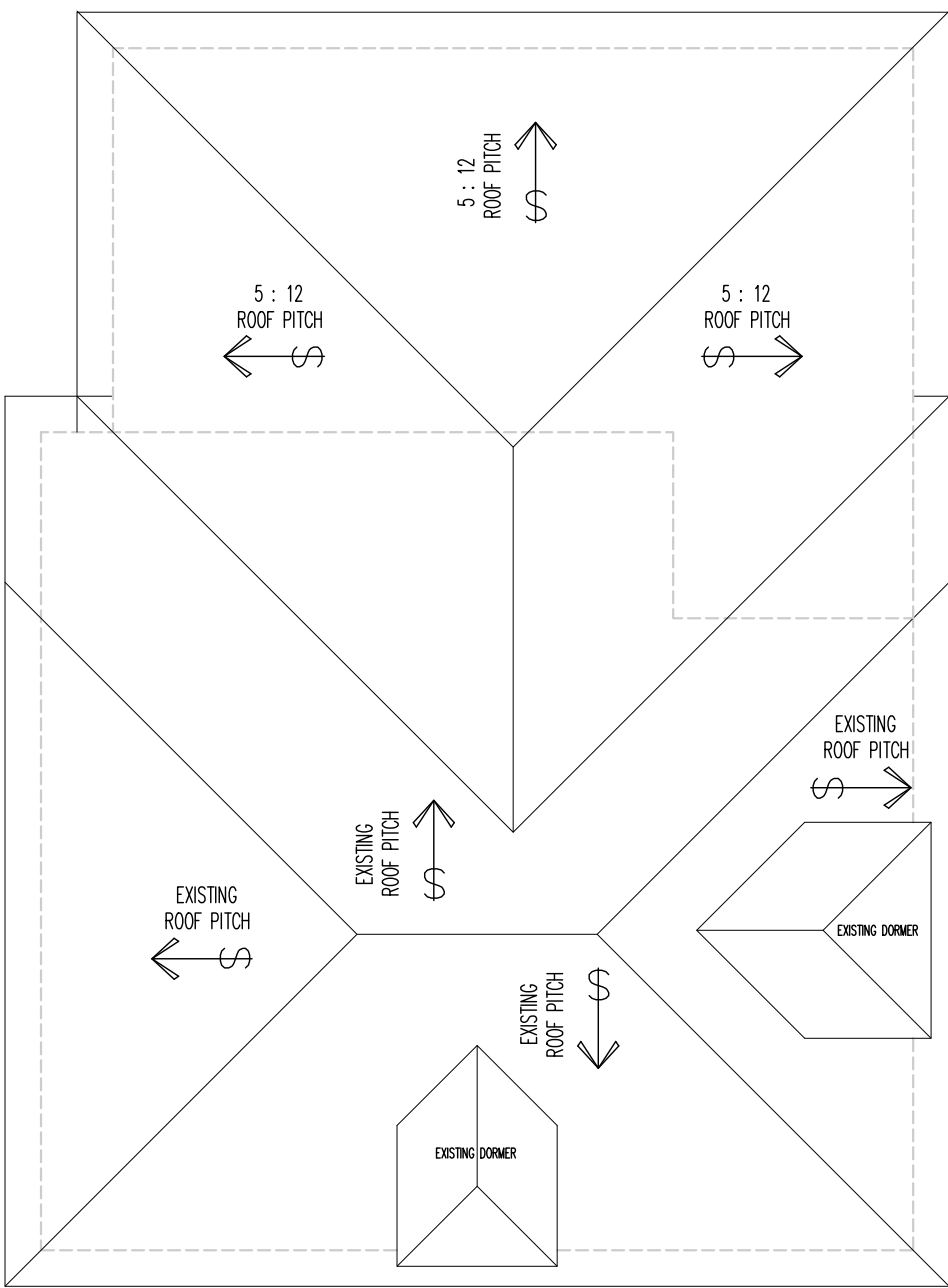 5 : 12
ROOF PITCH
5 : 12
ROOF PITCH
5 : 12
ROOF PITCH
EXISTING
ROOF PITCH
EXISTING
ROOF PITCH
EXISTING
ROOF PITCH
EXISTING DORMER
EXISTING
ROOF PITCH
EXISTING DORMER